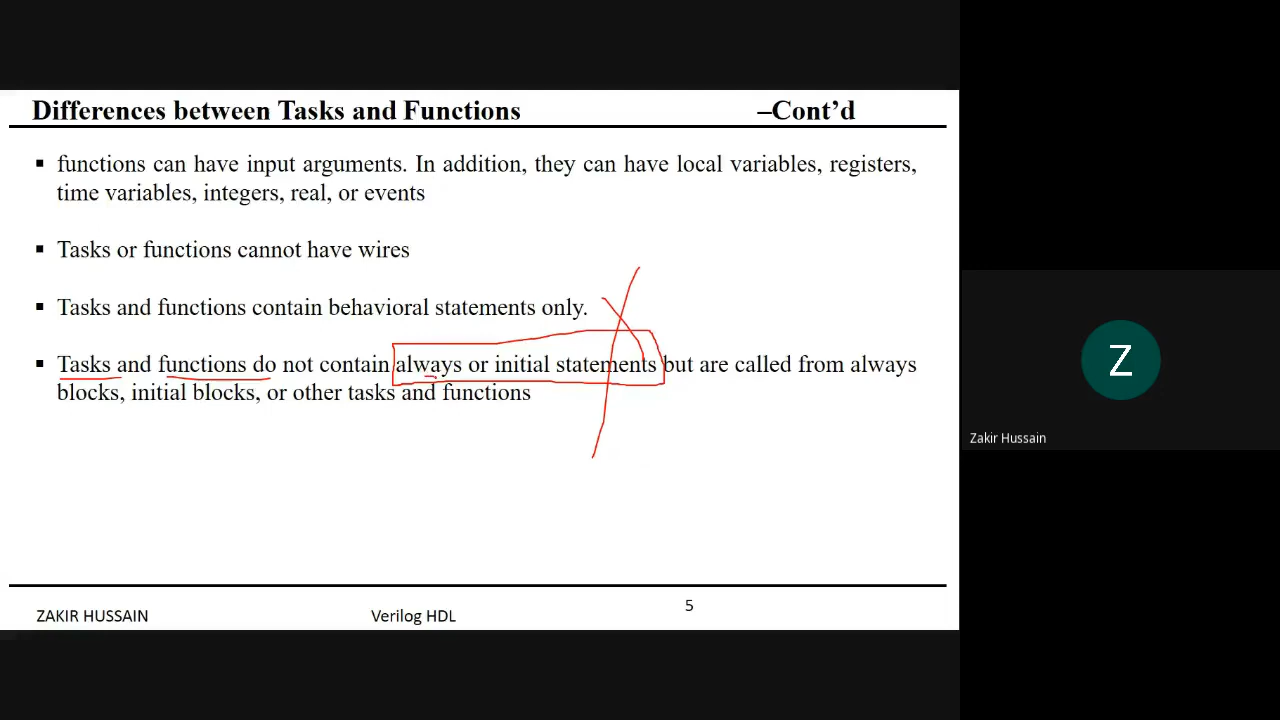 Differences between Tasks and Functions –Cont’d
▪ functions can have input arguments. In addition, they can have local variables, registers,
time variables, integers, real, or events
▪ Tasks or functions cannot have wires
▪ Tasks and functions contain behavioral statements only.
▪ Tasks and functions do not contain always or initial statements but are called from always
blocks, initial blocks, or other tasks and functions
Z
Zakir Hussain
5
ZAKIR HUSSAIN Verilog HDL